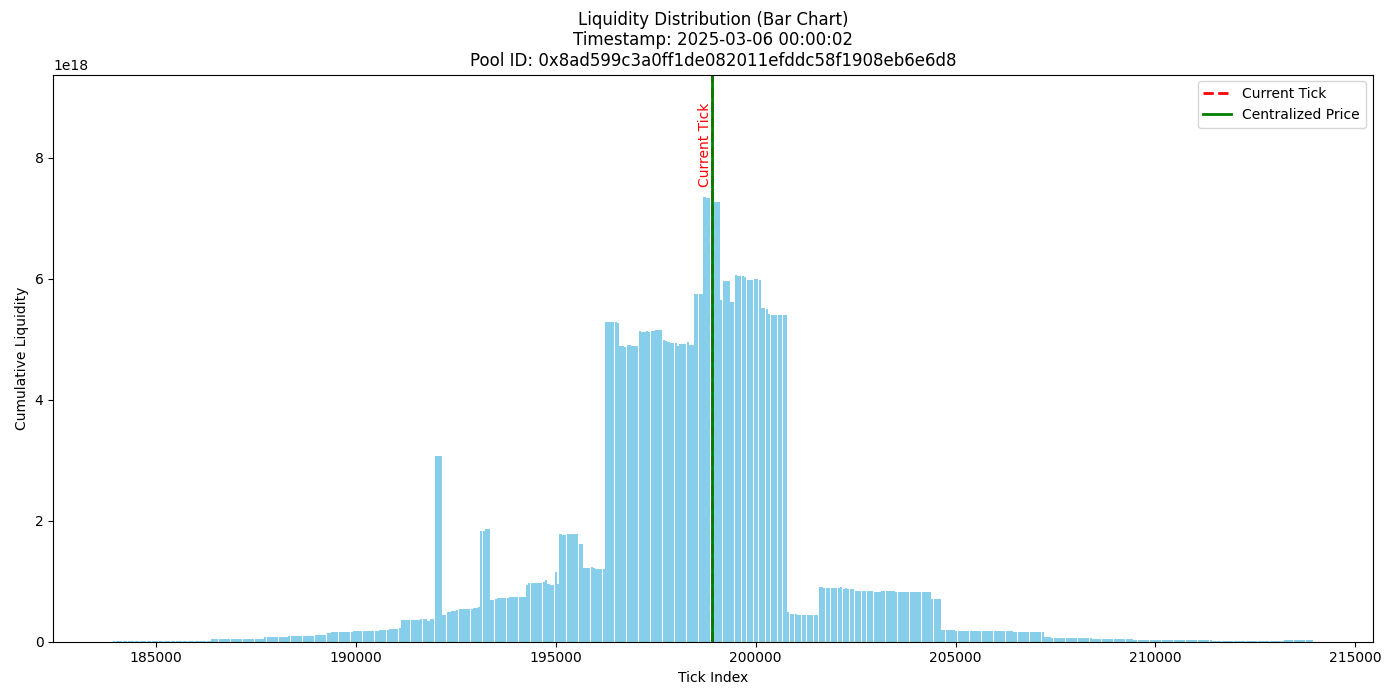 Liquidity Distribution (Bar Chart)
Timestamp: 2025-03-06 00:00:02
Pool ID: 0x8ad599c3a0ff1de082011efddc58f1908eb6e6d8
1e18
Current Tick
Centralized Price
Current Tick
8
6
4
2
0
Cumulative Liquidity
185000 190000 195000 200000 205000 210000 215000
Tick Index